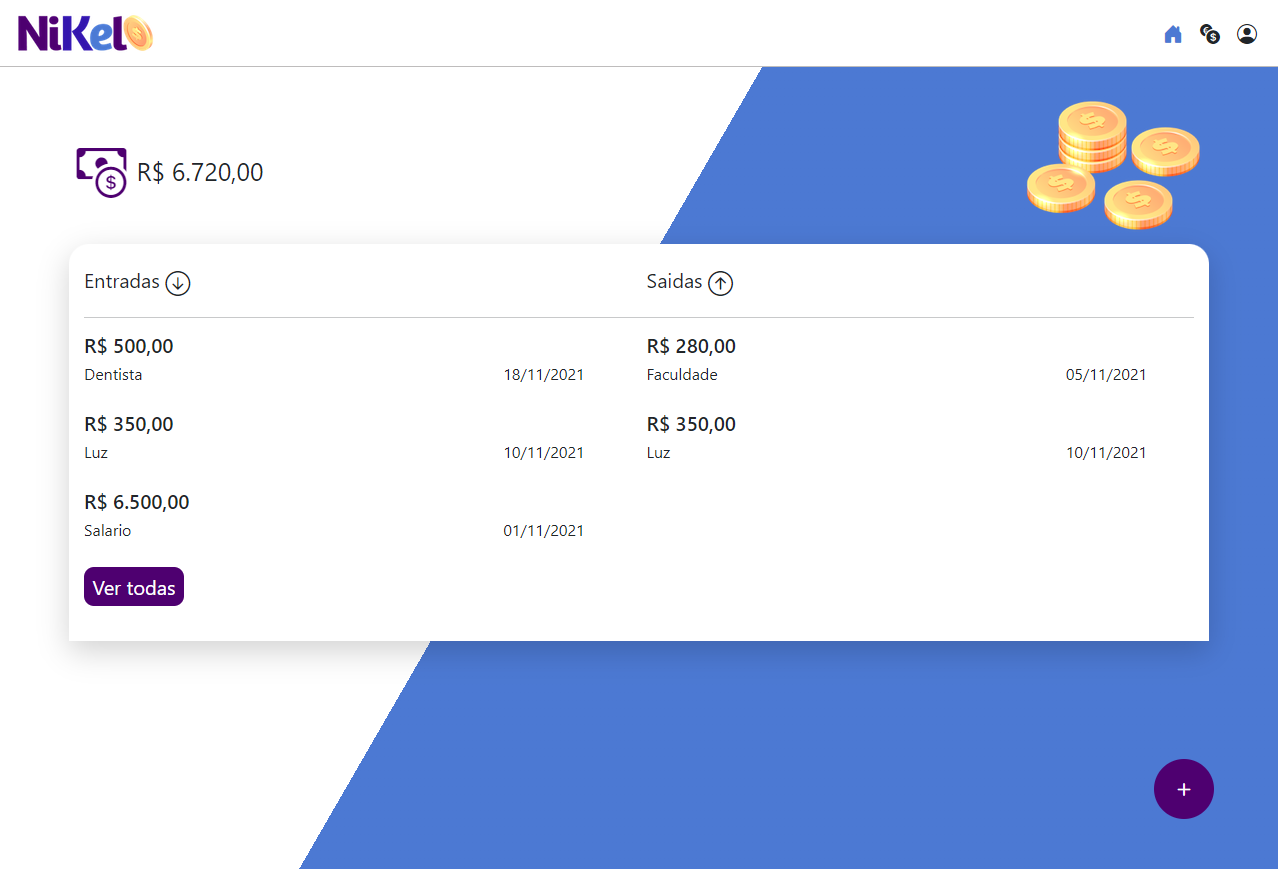 NiKel
R$ 6.720,00
Entradas
R$ 500,00
Dentista 18/11/2021
R$ 350,00
Luz 10/11/2021
R$ 6.500,00
Salario 01/11/2021
Ver todas
Saidas
R$ 280,00
Faculdade 05/11/2021
R$ 350,00
Luz 10/11/2021
+